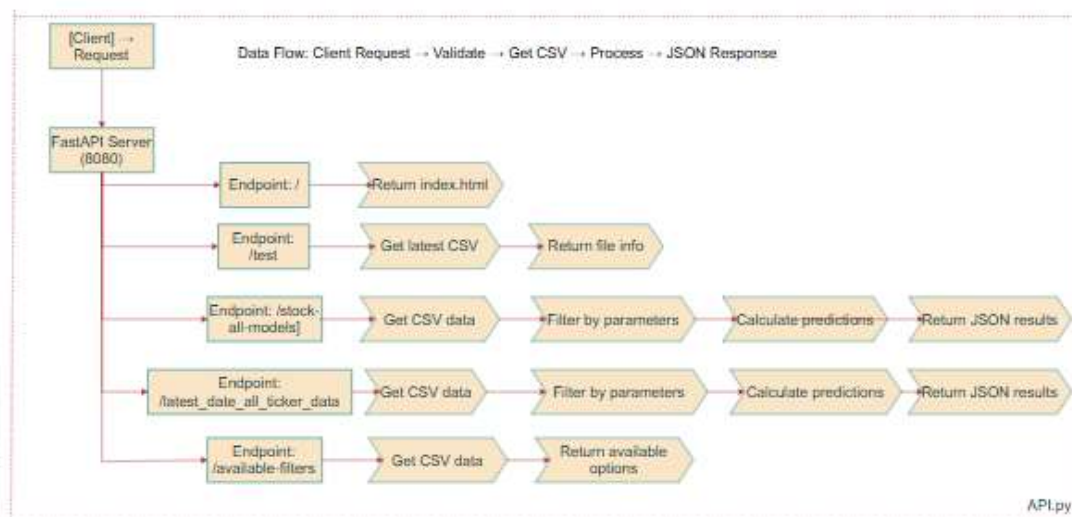 [Client] →
Request
Data Flow: Client Request → Validate → Get CSV → Process → JSON Response
FastAPI Server
(8080)
Endpoint: /
Return index.html
Endpoint:
/test
Get latest CSV
Return file info
Endpoint: /stock-
all-models]
Get CSV data
Filter by parameters
Calculate predictions
Return JSON results
Endpoint:
/latest_date_all_ticker_data
Get CSV data
Filter by parameters
Calculate predictions
Return JSON results
Endpoint:
/available-filters
Get CSV data
Return available
options
API.py